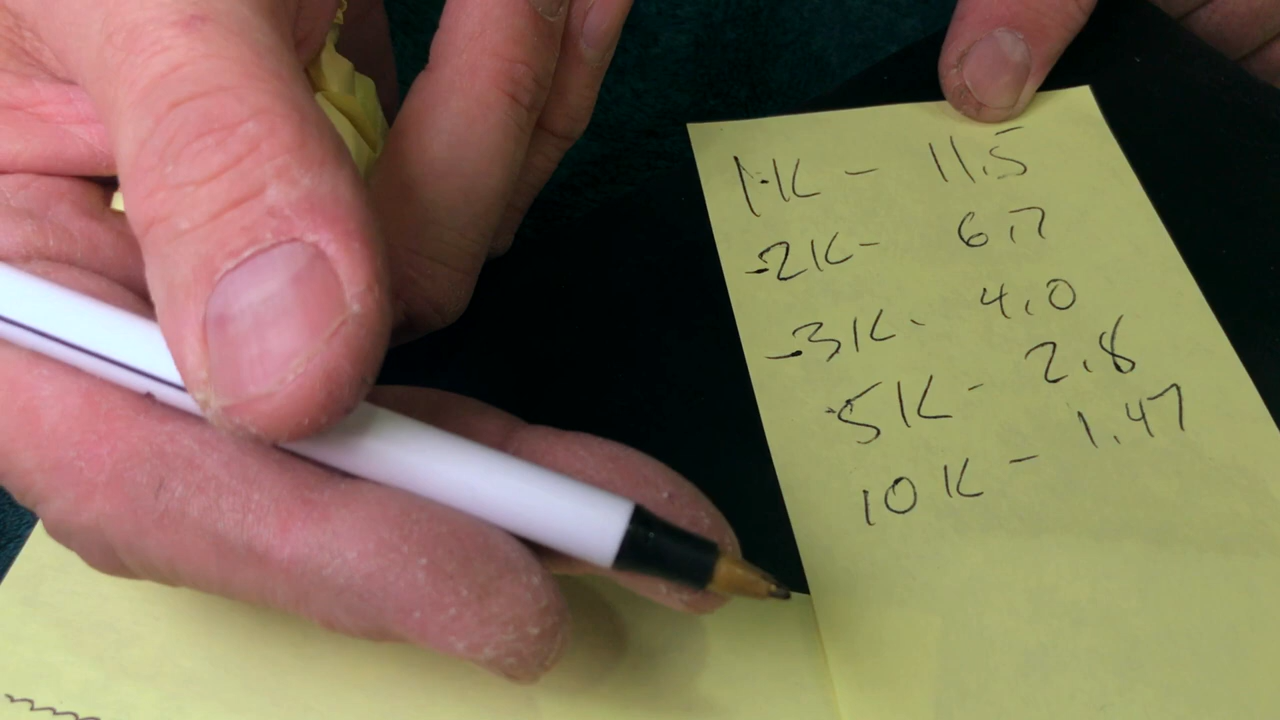 1K - 11.5
-2K- 6.7
-3K- 4.0
5K - 2.8
10K - 1.47